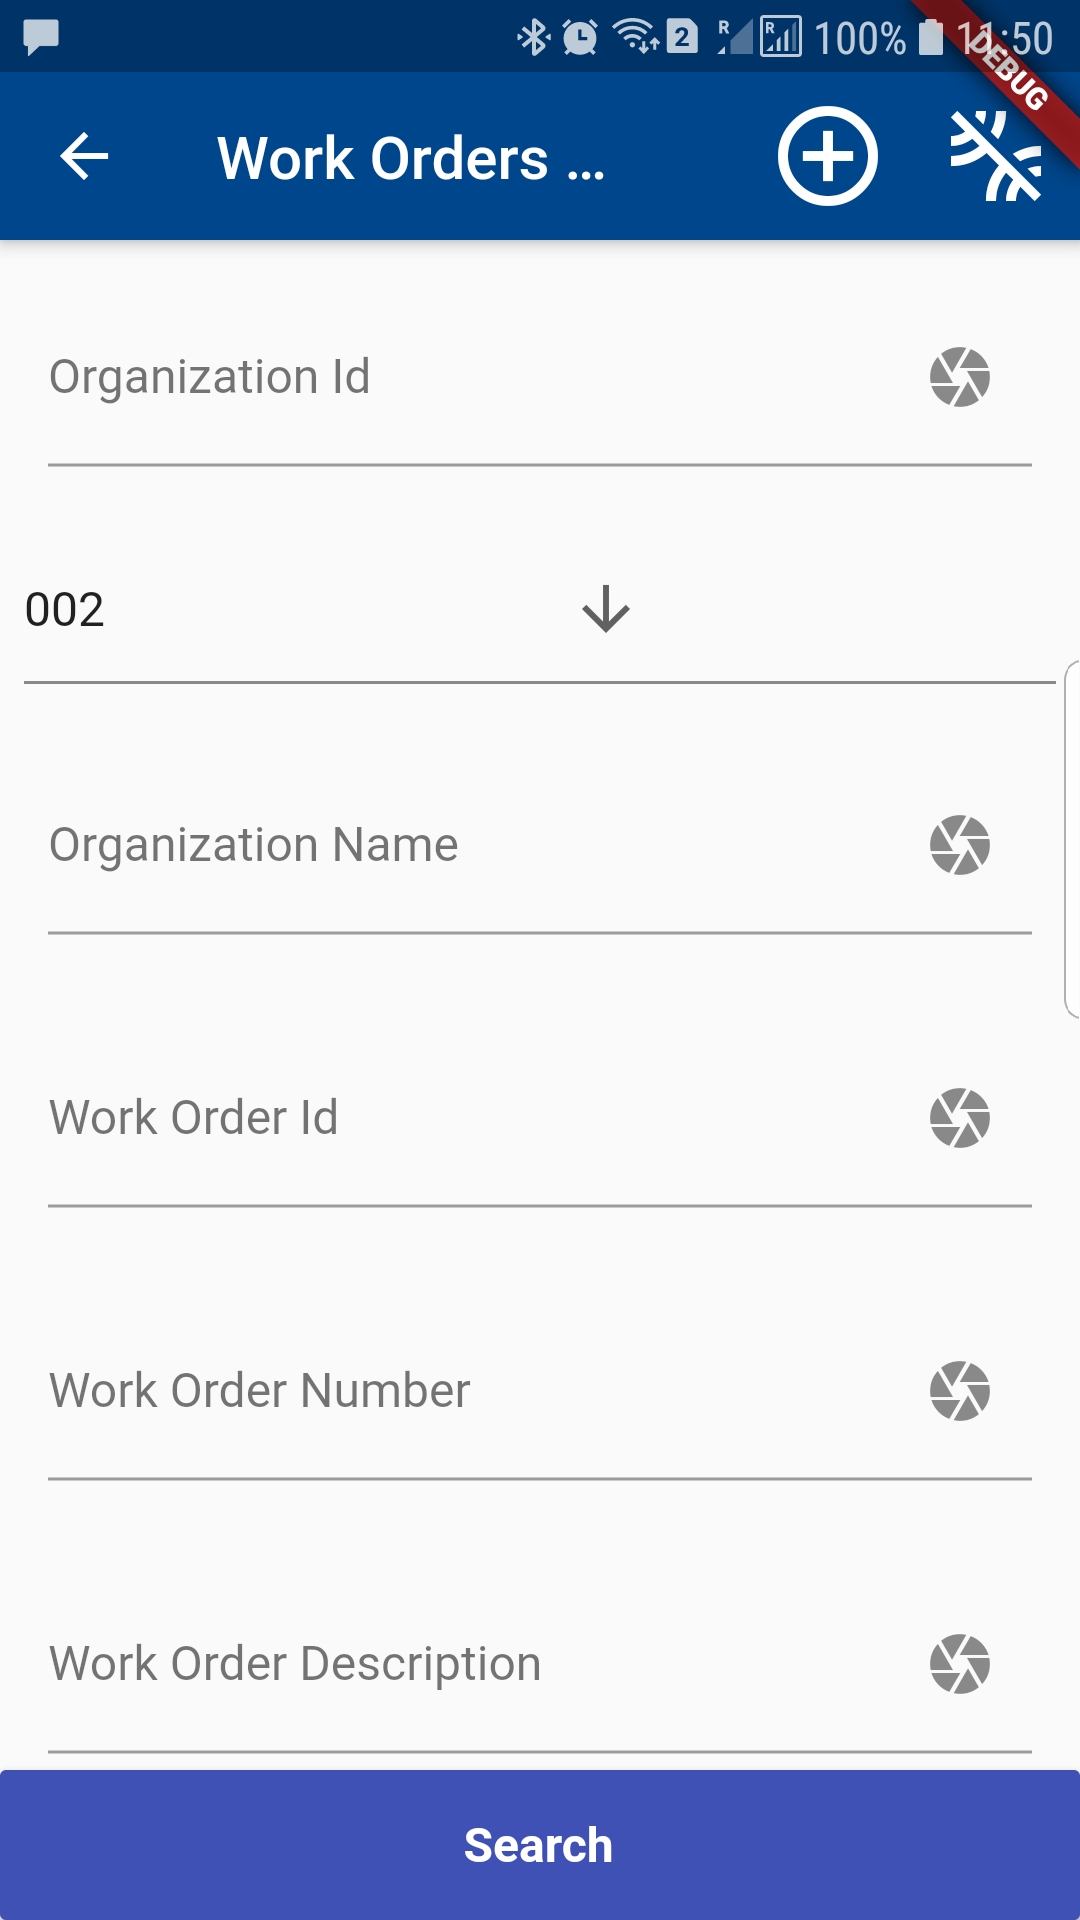 2 R R 100% 11:50
DEBUG
Work Orders ...
Organization Id
002
Organization Name
Work Order Id
Work Order Number
Work Order Description
Search